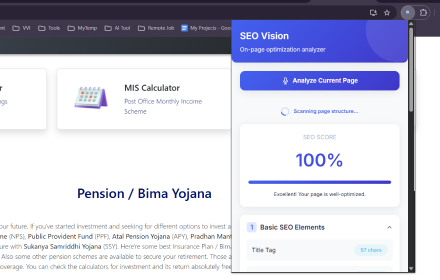 VVI
Tools
MyTemp
AI Tool
Remote Job
My Projects - Goo
SEO Vision
On-page optimization analyzer
Analyze Current Page
Scanning page structure...
SEO SCORE
100%
Excellent! Your page is well-optimized.
1 Basic SEO Elements
Title Tag 57 chars
MIS Calculator
Post Office Monthly Income
Scheme
Pension / Bima Yojana
our future. If you've started investment and seeking for different options to invest a
me (NPS), Public Provident Fund (PPF), Atal Pension Yojana (APY), Pradhan Mant
ure with Sukanya Samriddhi Yojana (SSY). Here're some best Insurance Plan / Bima
Also some other pension schemes are available to secure your retirement. Those a
overage. You can check the calculators for investment and its return absolutely free